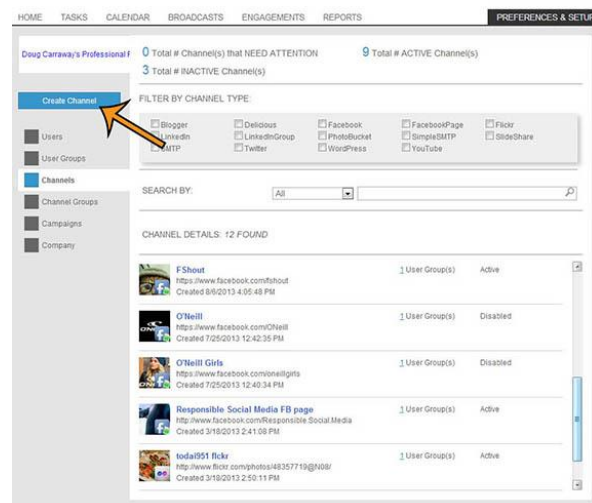 HOME TASKS CALENDAR BROADCASTS ENGAGEMENTS REPORTS PREFERENCES & SETUP
Doug Carraway's Professional
0 Total # Channel(s) that NEED ATTENTION 9 Total # ACTIVE Channel(s)
3 Total # INACTIVE Channel(s)
Create Channel
FILTER BY CHANNEL TYPE:
Blogger Delicious Facebook FacebookPage Flickr
LinkedIn LinkedInGroup PhotoBucket SimpleSMTP SlideShare
SMTP Twitter WordPress YouTube
Users
User Groups
Channels
Channel Groups
Campaigns
Company
SEARCH BY: All
CHANNEL DETAILS: 12 FOUND
FShout 1 User Group(s) Active
https://www.facebook.com/fshout
Created 8/6/2013 4:05:48 PM
O'Neill 1 User Group(s) Disabled
https://www.facebook.com/ONeill
Created 7/25/2013 12:42:35 PM
O'Neill Girls 1 User Group(s) Disabled
https://www.facebook.com/oneillgirls
Created 7/25/2013 12:40:34 PM
Responsible Social Media FB page 1 User Group(s) Active
http://www.facebook.com/Responsible.Social.Media
Created 3/18/2013 2:41:08 PM
todai951 flckr 1 User Group(s) Active
http://www.flickr.com/photos/48357719@N08/
Created 3/18/2013 2:50:11 PM